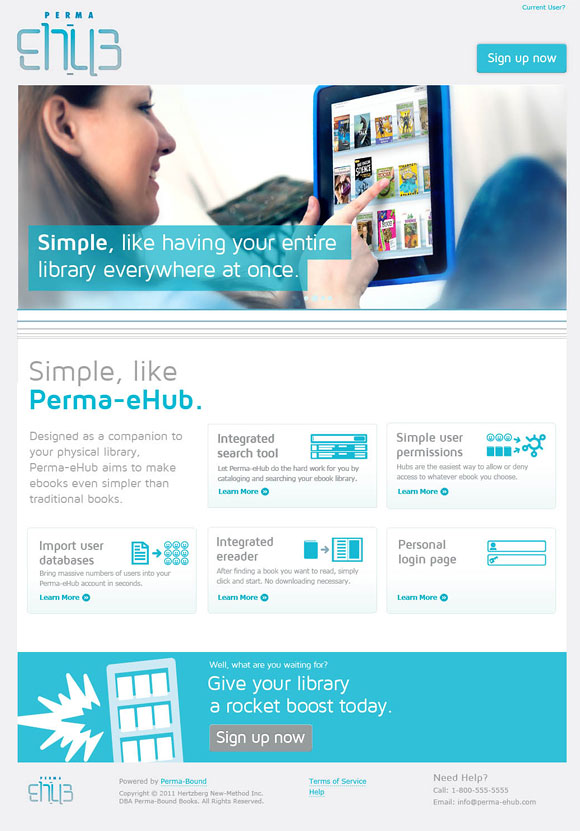 Current User?
PERMA
eHUB
Sign up now
Simple, like having your entire
library everywhere at once.
Simple, like
Perma-eHub.
Designed as a companion to
your physical library,
Perma-eHub aims to make
ebooks even simpler than
traditional books.
Integrated
search tool
Let Perma-eHub do the hard work for you by
cataloging and searching your ebook library.
Learn More
Simple user
permissions
Hubs are the easiest way to allow or deny
access to whatever ebook you choose.
Learn More
Import user
databases
Bring massive numbers of users into your
Perma-eHub account in seconds.
Learn More
Integrated
ereader
After finding a book you want to read, simply
click and start. No downloading necessary.
Learn More
Personal
login page
Learn More
Well, what are you waiting for?
Give your library
a rocket boost today.
Sign up now
PERMA
eHUB
Powered by Perma-Bound
Copyright © 2011 Hertzberg New-Method Inc.
DBA Perma-Bound Books. All Rights Reserved.
Terms of Service
Help
Need Help?
Call: 1-800-555-5555
Email: info@perma-ehub.com